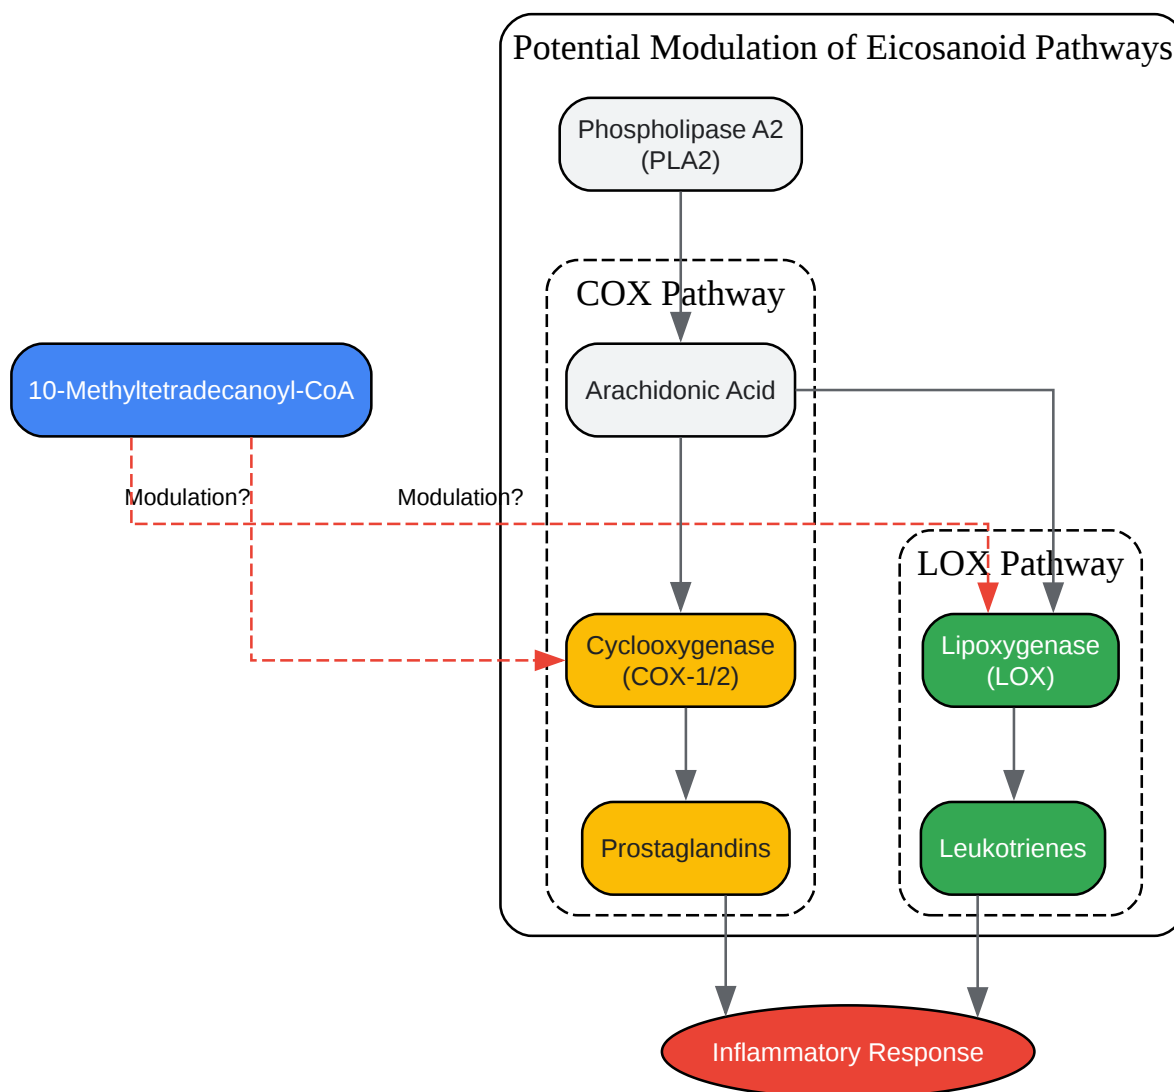 Potential Modulation of Eicosanoid Pathways
Phospholipase A2
(PLA2)
COX Pathway
10-Methyltetradecanoyl-CoA
Arachidonic Acid
Modulation?
Modulation?
LOX Pathway
Cyclooxygenase
(COX-1/2)
Lipoxygenase
(LOX)
Prostaglandins
Leukotrienes
Inflammatory Response